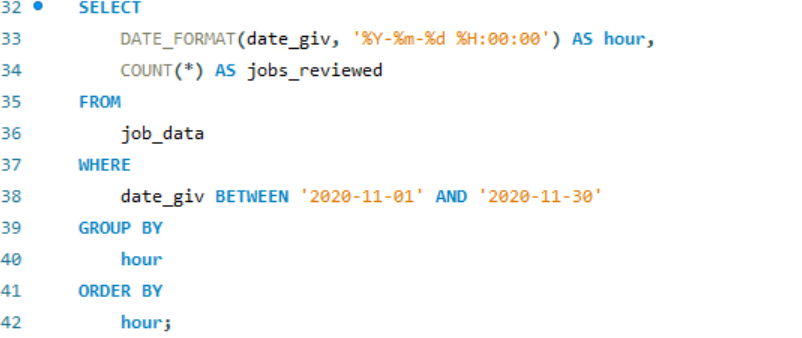 32 SELECT
33 DATE_FORMAT(date_giv, '%Y-%m-%d %H:00:00') AS hour,
34 COUNT(*) AS jobs_reviewed
35 FROM
36 job_data
37 WHERE
38 date_giv BETWEEN '2020-11-01' AND '2020-11-30'
39 GROUP BY
40 hour
41 ORDER BY
42 hour;